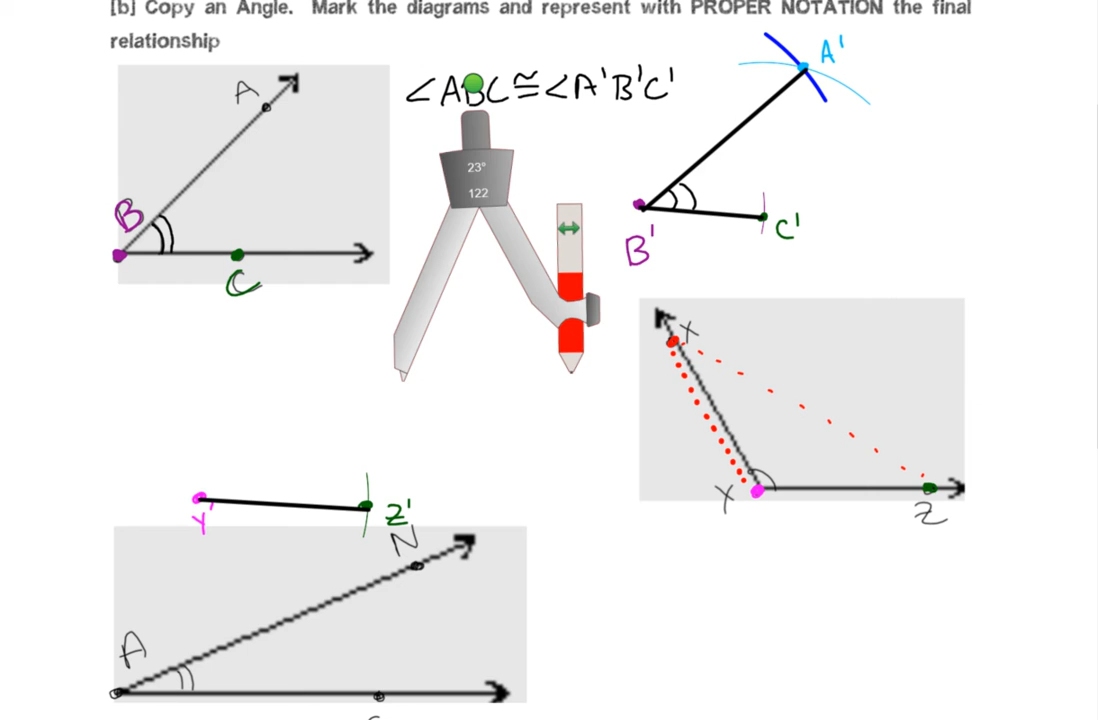 [b] Copy an Angle. Mark the diagrams and represent with PROPER NOTATION the final
relationship
A
B
C
∠ABC≅∠A'B'C'
23°
122
A'
B'
C'
X
Y
Z
Y'
Z'
N
A